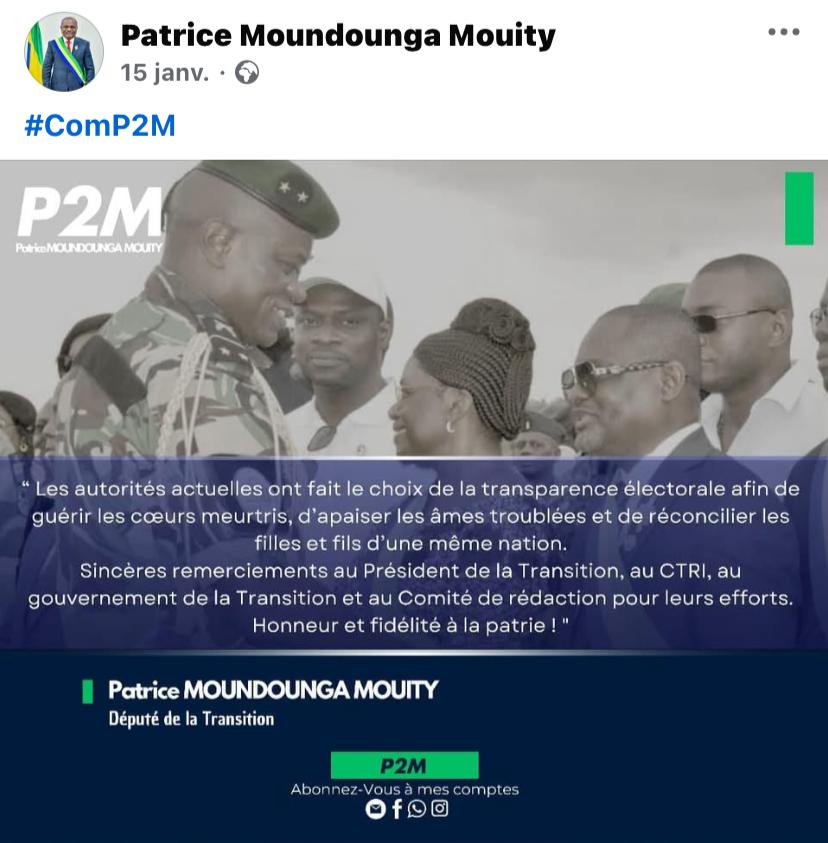 Patrice Moundounga Mouity
15 janv. ·
#ComP2M
P2M
Patrice MOUNDOUNGA MOUITY
“ Les autorités actuelles ont fait le choix de la transparence électorale afin de
guérir les cœurs meurtris, d’apaiser les âmes troublées et de réconcilier les
filles et fils d’une même nation.
Sincères remerciements au Président de la Transition, au CTRI, au
gouvernement de la Transition et au Comité de rédaction pour leurs efforts.
Honneur et fidélité à la patrie ! "
Patrice MOUNDOUNGA MOUITY
Député de la Transition
P2M
Abonnez-Vous à mes comptes